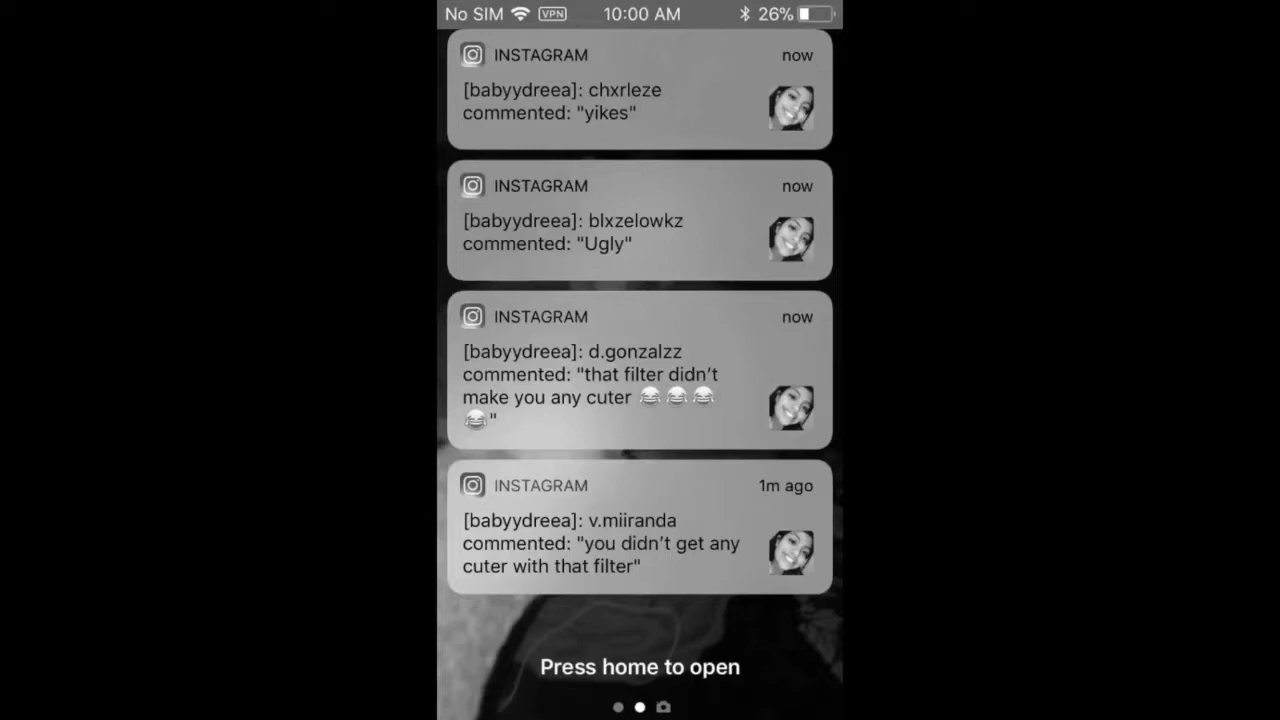 No SIM VPN 10:00 AM 26%
INSTAGRAM now
[babyydreea]: chxrleze
commented: "yikes"
INSTAGRAM now
[babyydreea]: blxzelowkz
commented: "Ugly"
INSTAGRAM now
[babyydreea]: d.gonzalzz
commented: "that filter didn’t
make you any cuter 😂 😂 😂
😂"
INSTAGRAM 1m ago
[babyydreea]: v.miiranda
commented: "you didn’t get any
cuter with that filter"
Press home to open